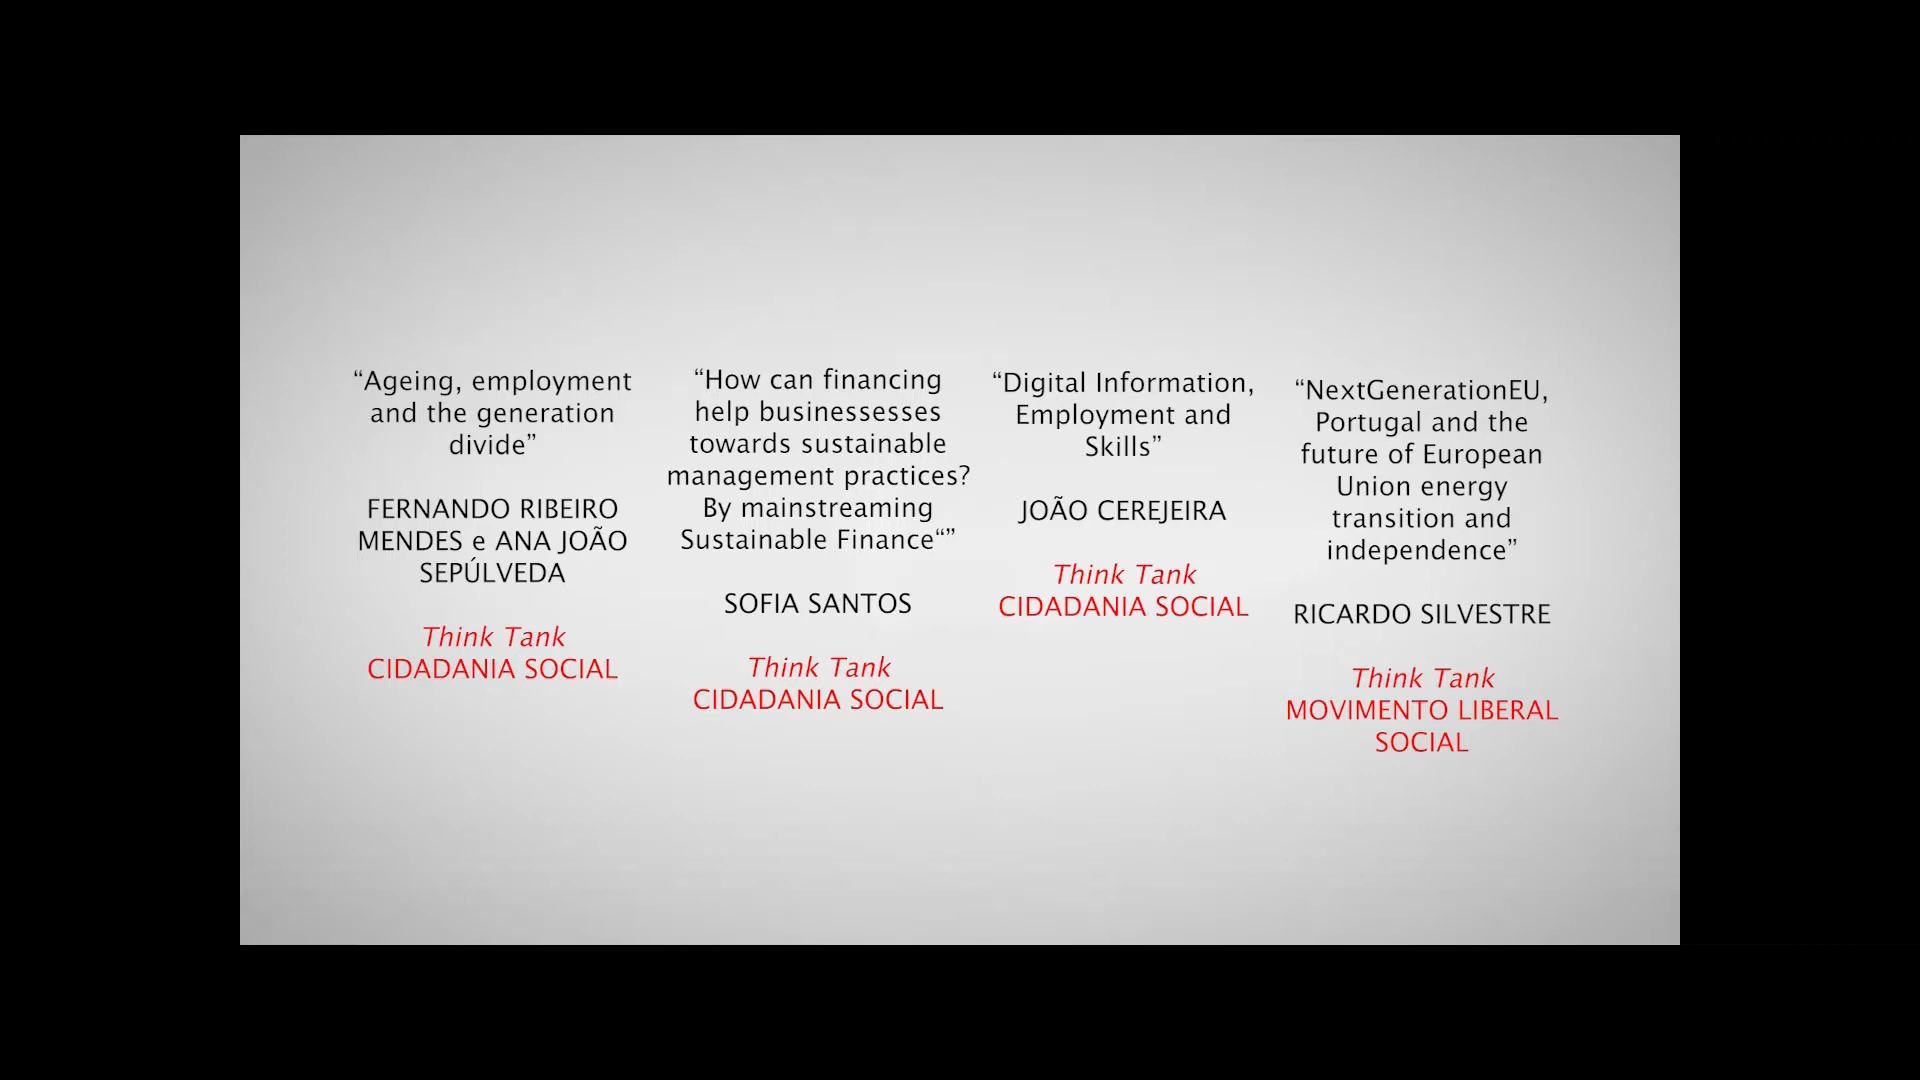 “Ageing, employment
and the generation
divide”
FERNANDO RIBEIRO
MENDES e ANA JOÃO
SEPÚLVEDA
Think Tank
CIDADANIA SOCIAL
“How can financing
help businessesses
towards sustainable
management practices?
By mainstreaming
Sustainable Finance“”
SOFIA SANTOS
Think Tank
CIDADANIA SOCIAL
“Digital Information,
Employment and
Skills”
JOÃO CEREJEIRA
Think Tank
CIDADANIA SOCIAL
“NextGenerationEU,
Portugal and the
future of European
Union energy
transition and
independence”
RICARDO SILVESTRE
Think Tank
MOVIMENTO LIBERAL
SOCIAL